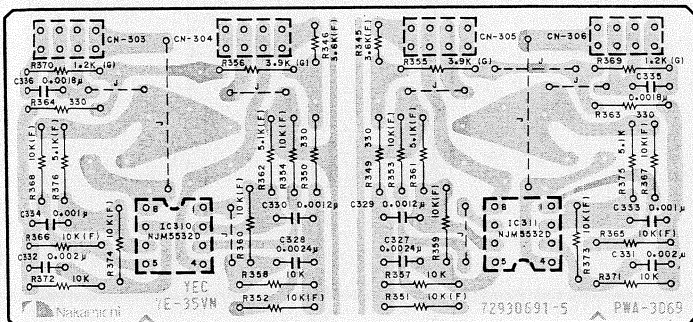 CN-303
CN-304
R346
3.6K(F)
R345
3.6K(F)
CN-305
CN-306
R370 1.2K (G)
R356 3.9K (G)
R355 3.9K (G)
R369 1.2K (G)
C336 0.0018μ
J
J
J
J
C335
0.0018μ
R364 330
R363 330
R368 10K(F)
R376 5.1K(F)
J
R362 5.1K(F)
R354 10K(F)
R350 330
R349 330
R353 10K(F)
R361 5.1K(F)
J
R375 5.1K
R367 10K(F)
8 1
IC310
NJM5532D
5 4
8 1
IC311
NJM5532D
5 4
C334 0.001μ
C330 0.0012μ
C329 0.0012μ
C333 0.001μ
R366 10K(F)
R374 10K(F)
J
10K(F)
C328
0.0024μ
C327
0.0024μ
R359 10K(F)
J
R373 10K(F)
R365 10K(F)
C332 0.002μ
C331 0.002μ
R372 10K
R358 10K
R357 10K
R371 10K
R352 10K(F)
R351 10K(F)
Nakamichi
YEC
YE-35VN
72930691-5
PWA-3069